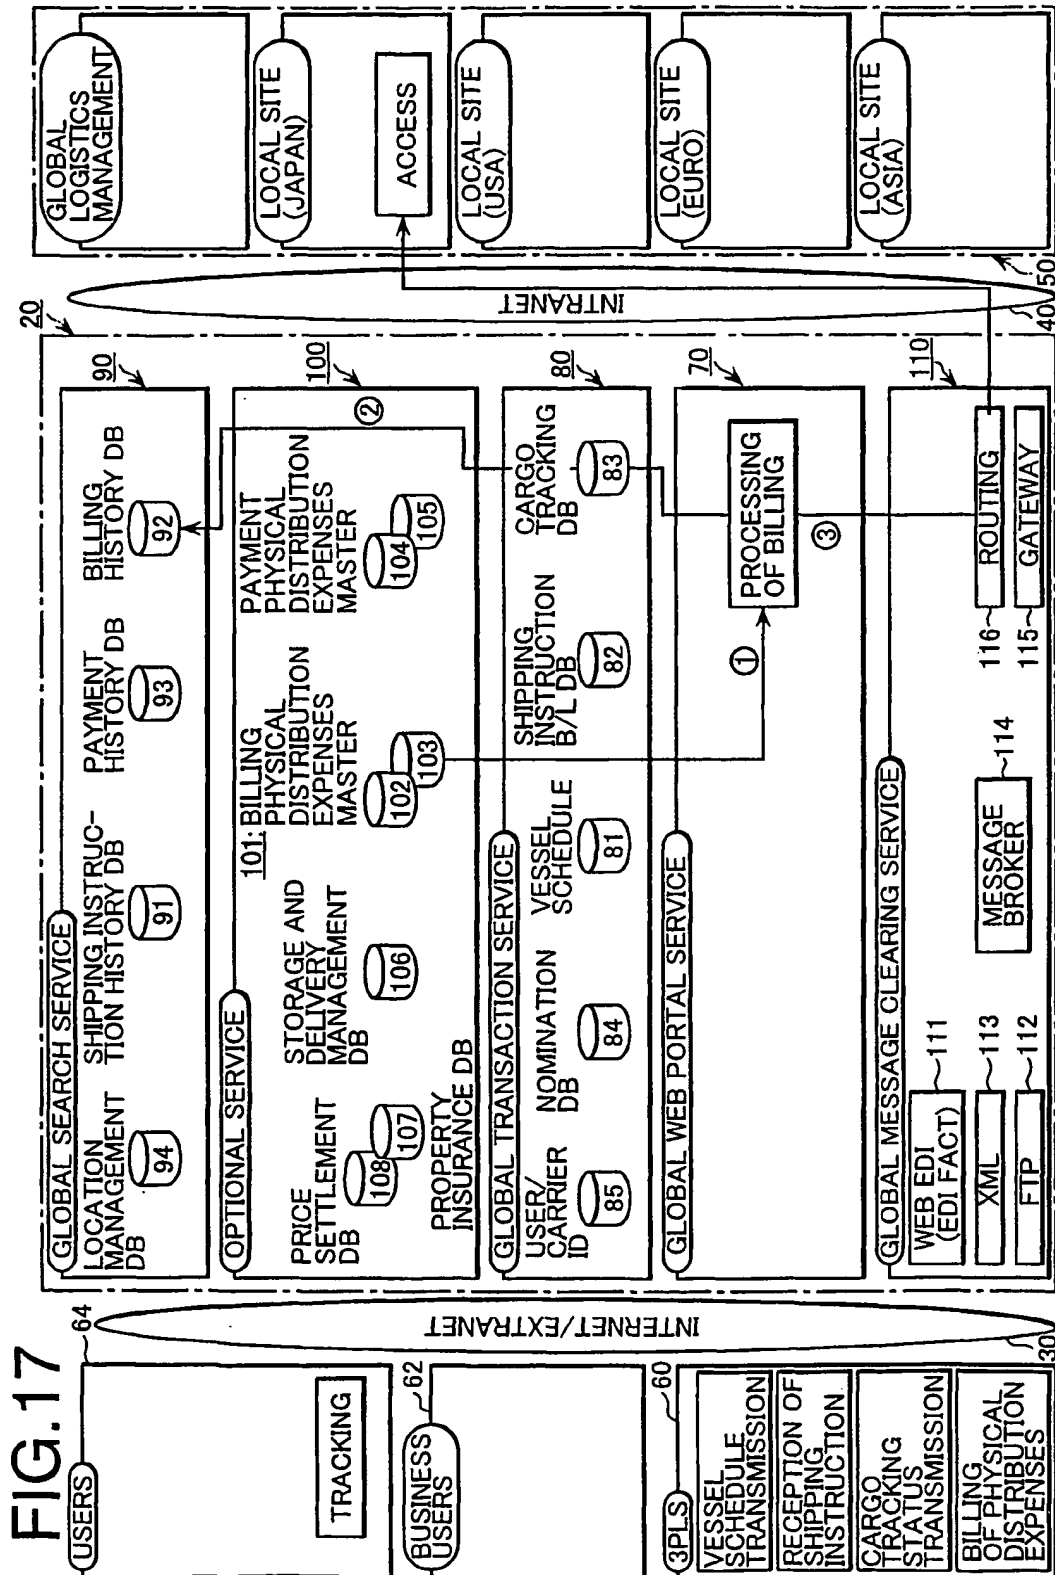 FIG.17
USERS
64
TRACKING
BUSINESS
USERS
62
3PLS
60
VESSEL
SCHEDULE
TRANSMISSION
RECEPTION OF
SHIPPING
INSTRUCTION
CARGO
TRACKING
STATUS
TRANSMISSION
BILLING
OF PHYSICAL
DISTRIBUTION
EXPENSES
INTERNET/EXTRANET
30
20
GLOBAL SEARCH SERVICE
90
LOCATION
MANAGEMENT
DB
94
SHIPPING INSTRUC-
TION HISTORY DB
91
PAYMENT
HISTORY DB
93
BILLING
HISTORY DB
92
OPTIONAL SERVICE
100
PRICE
SETTLEMENT
DB
108
107
PROPERTY
INSURANCE DB
STORAGE AND
DELIVERY
MANAGEMENT
DB
106
101: BILLING
PHYSICAL
DISTRIBUTION
EXPENSES
MASTER
102
103
PAYMENT
PHYSICAL
DISTRIBUTION
EXPENSES
MASTER
104
105
②
GLOBAL TRANSACTION SERVICE
80
USER/
CARRIER
ID
85
NOMINATION
DB
84
VESSEL
SCHEDULE
81
SHIPPING
INSTRUCTION
B/L DB
82
CARGO
TRACKING
DB
83
GLOBAL WEB PORTAL SERVICE
70
①
PROCESSING
OF BILLING
③
GLOBAL MESSAGE CLEARING SERVICE
110
WEB EDI
(EDI FACT)
111
XML
113
FTP
112
MESSAGE
BROKER
114
116
ROUTING
115
GATEWAY
INTRANET
40
50
GLOBAL
LOGISTICS
MANAGEMENT
LOCAL SITE
(JAPAN)
ACCESS
LOCAL SITE
(USA)
LOCAL SITE
(EURO)
LOCAL SITE
(ASIA)